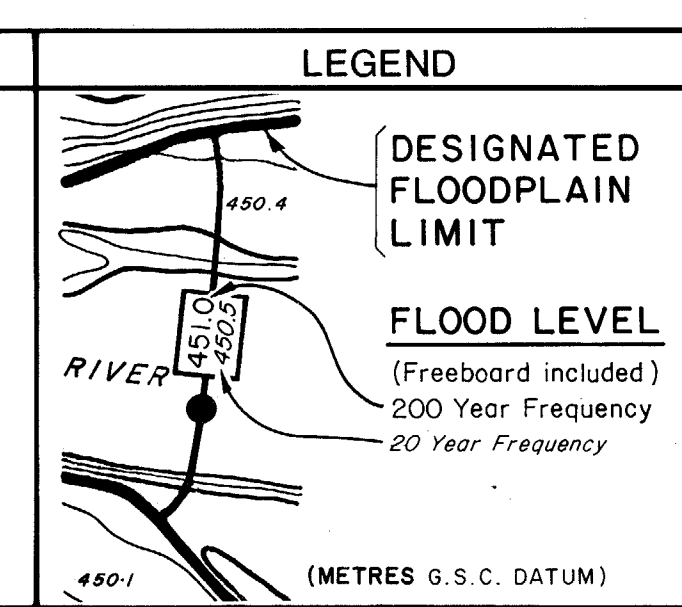 LEGEND
DESIGNATED
FLOODPLAIN
LIMIT
450.4
451.0
450.5
FLOOD LEVEL
(Freeboard included)
RIVER
200 Year Frequency
20 Year Frequency
450.1
(METRES G.S.C. DATUM)